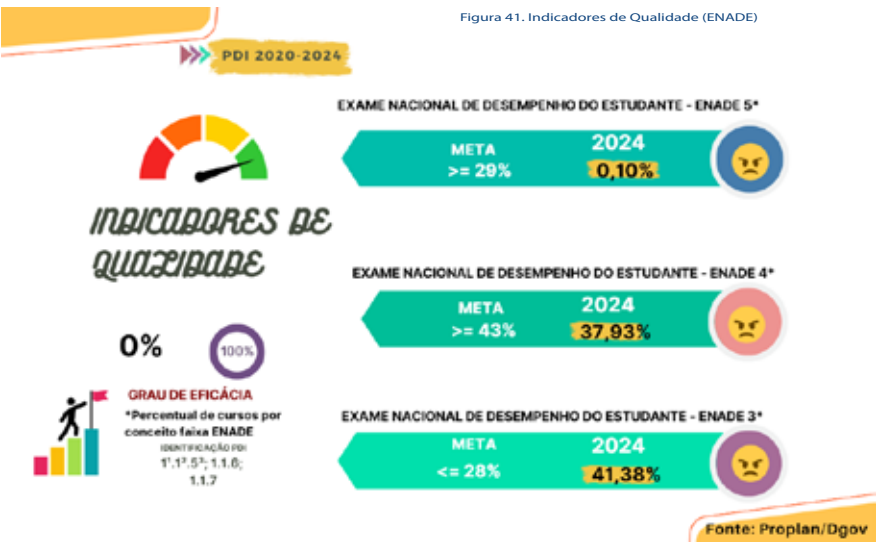 Figura 41. Indicadores de Qualidade (ENADE)
PDI 2020-2024
EXAME NACIONAL DE DESEMPENHO DO ESTUDANTE - ENADE 5*
META
>= 29%
2024
0,10%
INDICADORES DE
QUALIDADE
EXAME NACIONAL DE DESEMPENHO DO ESTUDANTE - ENADE 4*
META
>= 43%
2024
37,93%
0%
100%
GRAU DE EFICÁCIA
*Percentual de cursos por
conceito faixa ENADE
IDENTIFICAÇÃO PDI
1.1.6;
1.1.7
EXAME NACIONAL DE DESEMPENHO DO ESTUDANTE - ENADE 3*
META
<= 28%
2024
41,38%
Fonte: Proplan/Dgov